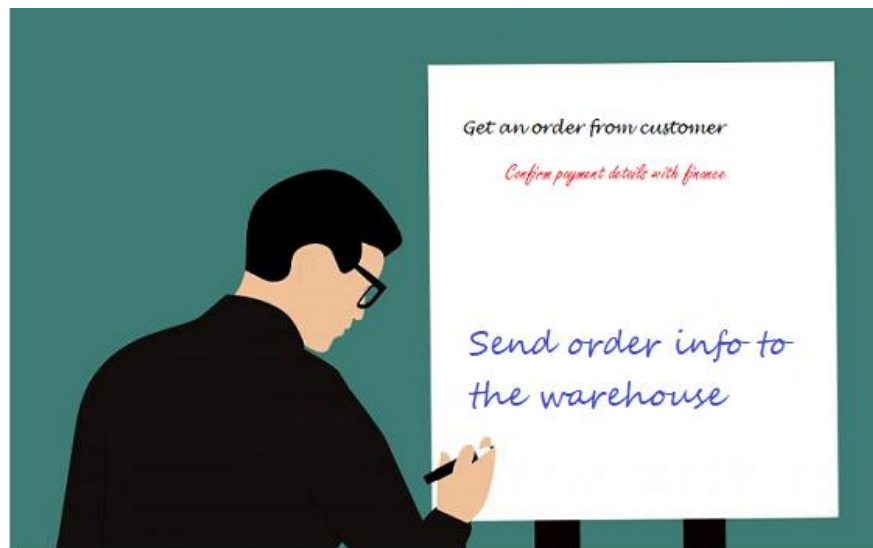 Get an order from customer
Confirm payment details with finance
Send order info to
the warehouse